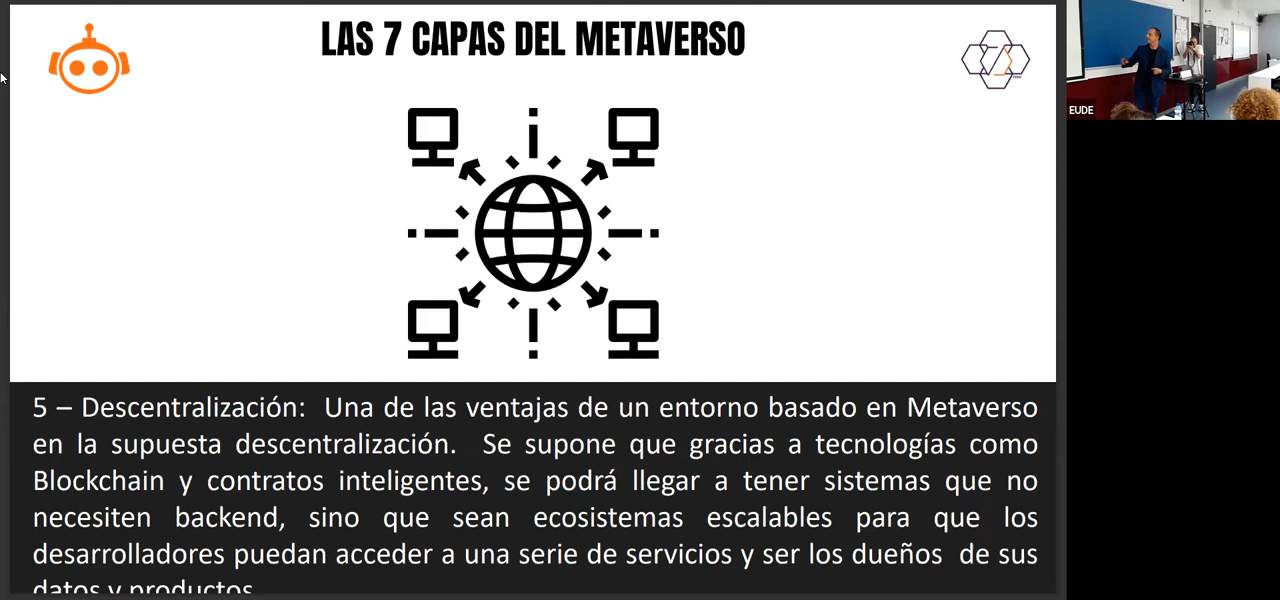 LAS 7 CAPAS DEL METAVERSO
EUDE
5 – Descentralización: Una de las ventajas de un entorno basado en Metaverso
en la supuesta descentralización. Se supone que gracias a tecnologías como
Blockchain y contratos inteligentes, se podrá llegar a tener sistemas que no
necesiten backend, sino que sean ecosistemas escalables para que los
desarrolladores puedan acceder a una serie de servicios y ser los dueños de sus
datos y productos.